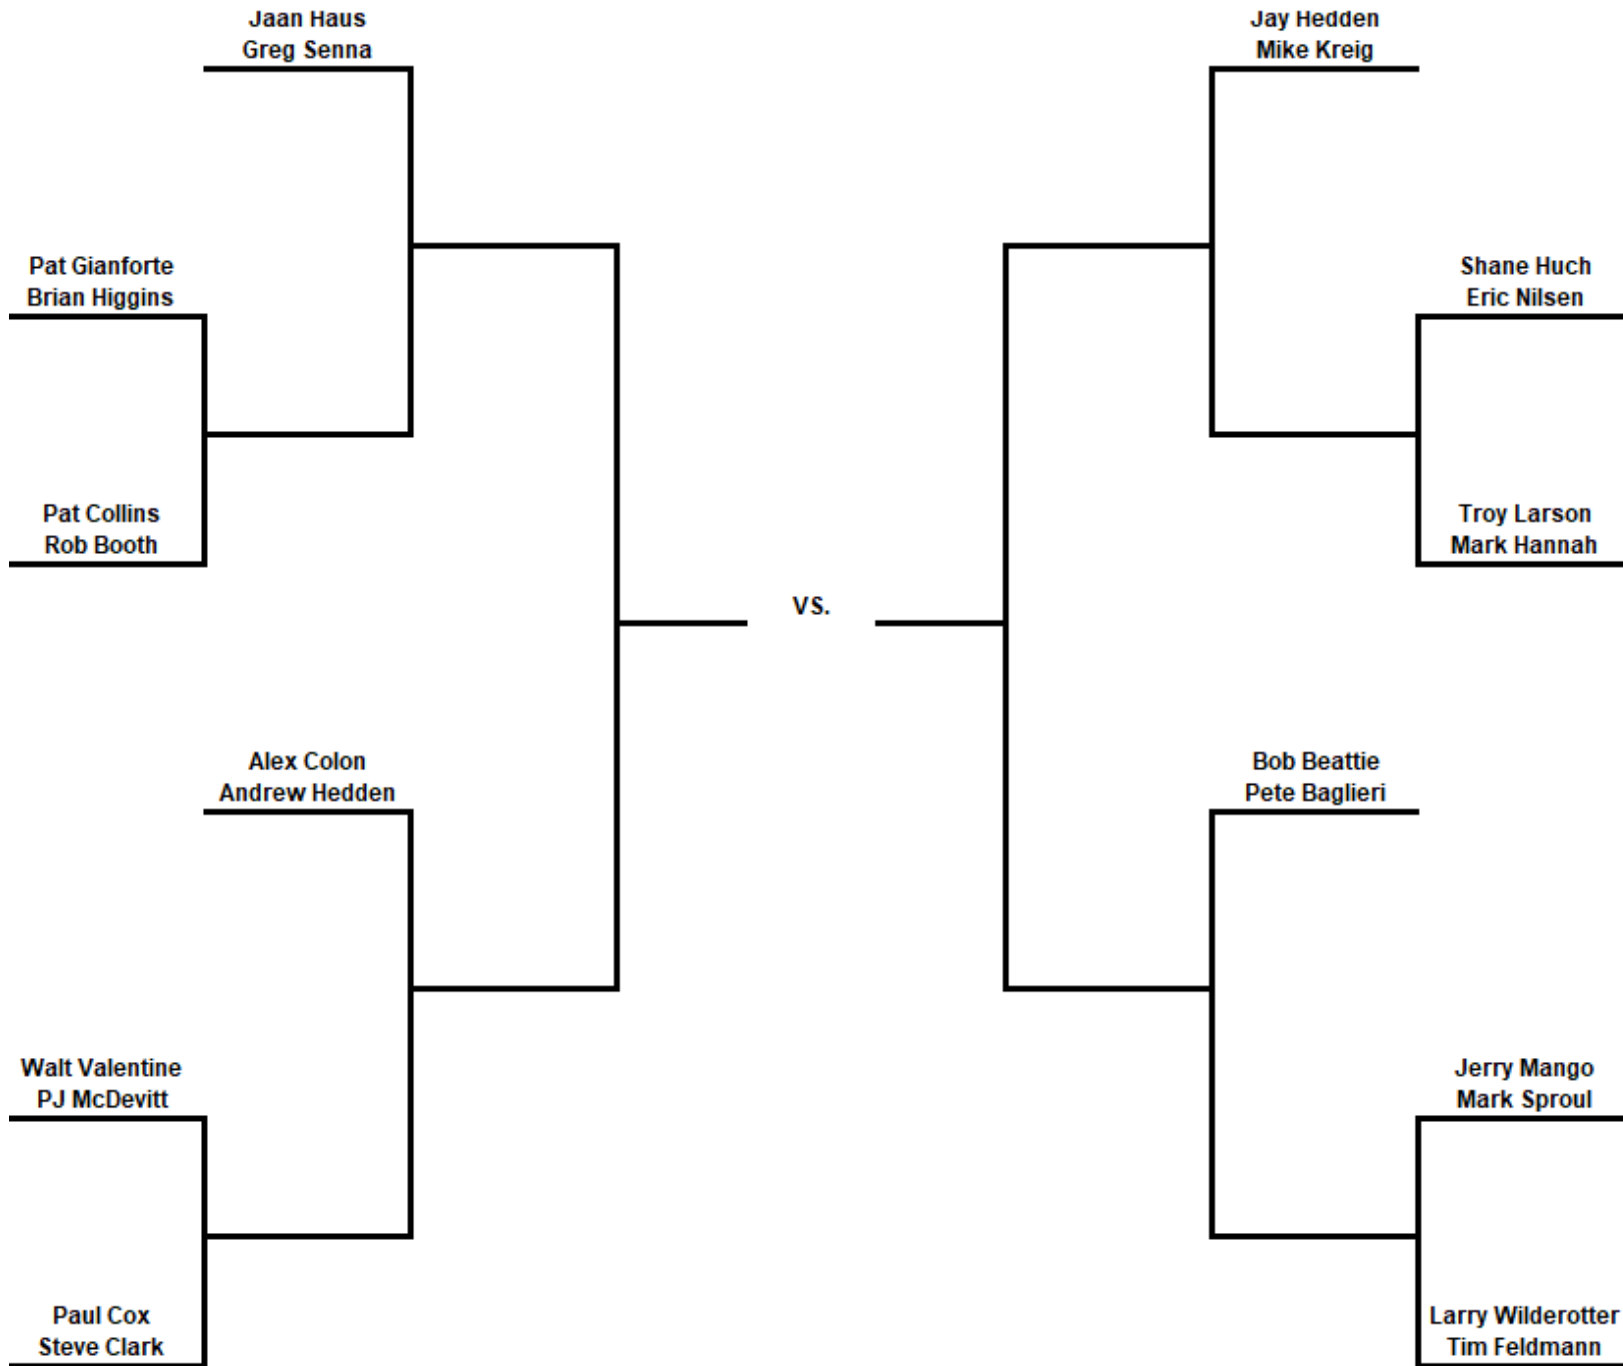 Jaan Haus
Greg Senna
Jay Hedden
Mike Kreig
Pat Gianforte
Brian Higgins
Shane Huch
Eric Nilsen
Pat Collins
Rob Booth
Troy Larson
Mark Hannah
VS.
Alex Colon
Andrew Hedden
Bob Beattie
Pete Baglieri
Walt Valentine
PJ McDevitt
Jerry Mango
Mark Sproul
Paul Cox
Steve Clark
Larry Wilderotter
Tim Feldmann